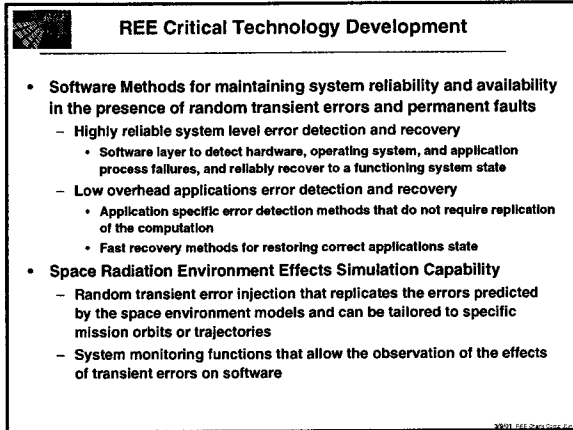 REE Critical Technology Development
• Software Methods for maintaining system reliability and availability
in the presence of random transient errors and permanent faults
– Highly reliable system level error detection and recovery
• Software layer to detect hardware, operating system, and application
process failures, and reliably recover to a functioning system state
– Low overhead applications error detection and recovery
• Application specific error detection methods that do not require replication
of the computation
• Fast recovery methods for restoring correct applications state
• Space Radiation Environment Effects Simulation Capability
– Random transient error injection that replicates the errors predicted
by the space environment models and can be tailored to specific
mission orbits or trajectories
– System monitoring functions that allow the observation of the effects
of transient errors on software
3/9/01 REE